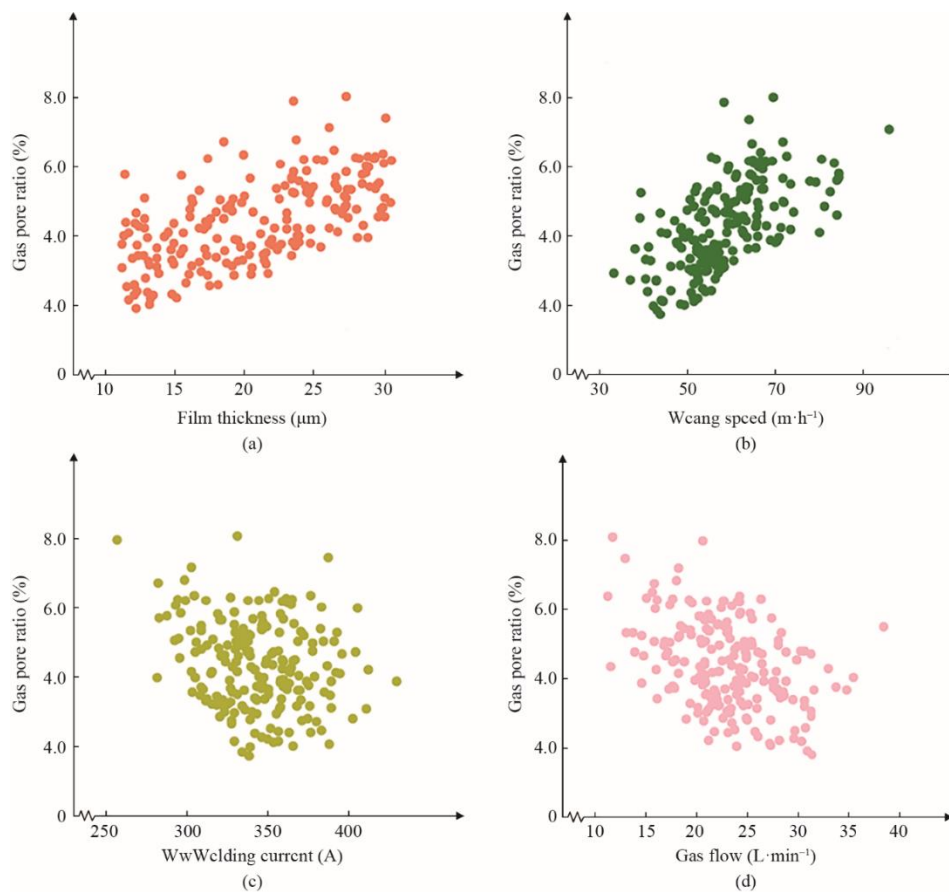 Gas pore ratio (%)
8.0
6.0
4.0
4.0
0
10 15 20 25 30
Film thickness (μm)
(a)
Gas pore ratio (%)
8.0
6.0
4.0
4.0
0
30 50 70 90
Wcang spced (m·h⁻¹)
(b)
Gas pore ratio (%)
8.0
6.0
4.0
4.0
0
250 300 350 400
WwWclding current (A)
(c)
Gas pore ratio (%)
8.0
6.0
4.0
4.0
0
10 15 20 25 30 35 40
Gas flow (L·min⁻¹)
(d)